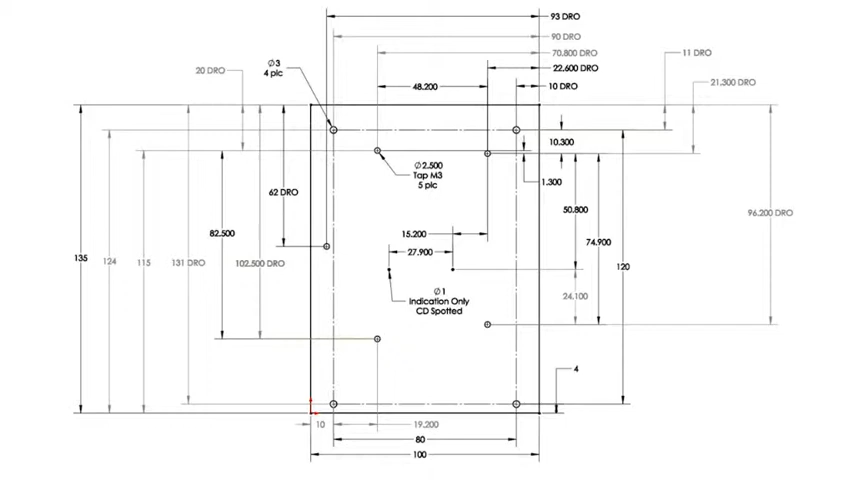 93 DRO
90 DRO
70.800 DRO
22.600 DRO
10 DRO
48.200
11 DRO
21.300 DRO
20 DRO
Ø3
4 plc
10.300
1.300
Ø2.500
Tap M3
5 plc
62 DRO
50.800
74.900
96.200 DRO
15.200
27.900
82.500
102.500 DRO
135
124
115
131 DRO
120
24.100
Ø1
Indication Only
CD Spotted
4
10
19.200
80
100